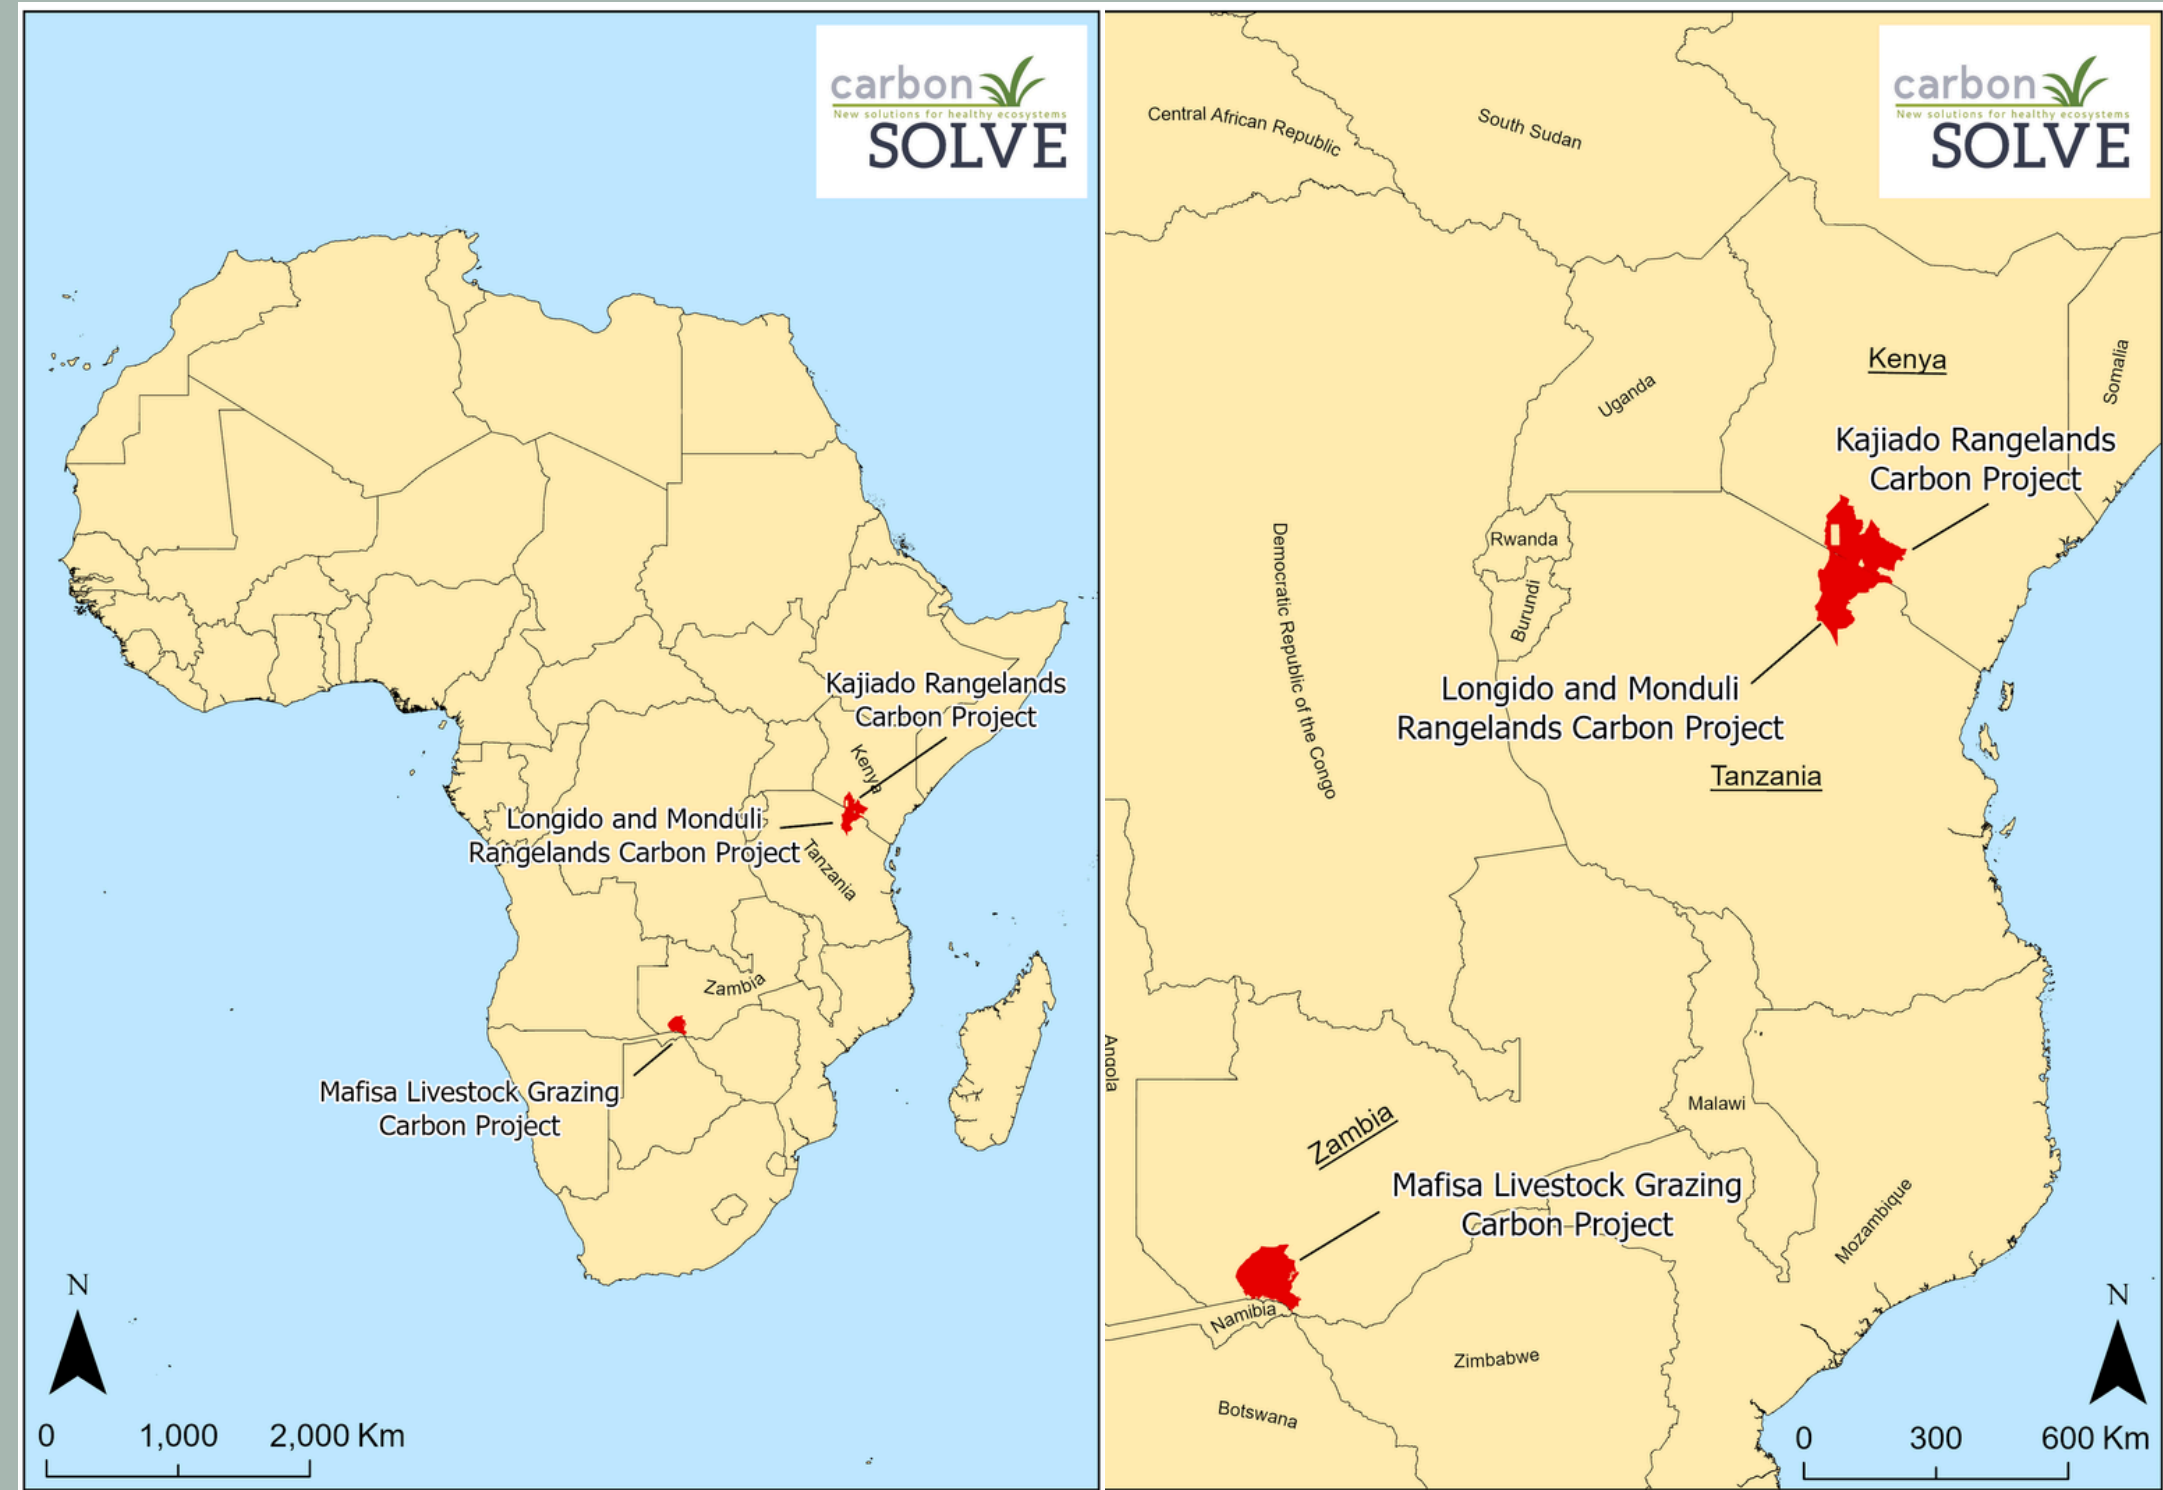 carbon
New solutions for healthy ecosystems
SOLVE
Kajiado Rangelands
Carbon Project
Kenya
Longido and Monduli
Rangelands Carbon Project
Tanzania
Zambia
Mafisa Livestock Grazing
Carbon Project
N
0 1,000 2,000 Km
carbon
New solutions for healthy ecosystems
SOLVE
Central African Republic
South Sudan
Kenya
Somalia
Uganda
Kajiado Rangelands
Carbon Project
Rwanda
Burundi
Democratic Republic of the Congo
Longido and Monduli
Rangelands Carbon Project
Tanzania
Angola
Malawi
Zambia
Mafisa Livestock Grazing
Carbon Project
Mozambique
Namibia
Zimbabwe
Botswana
N
0 300 600 Km